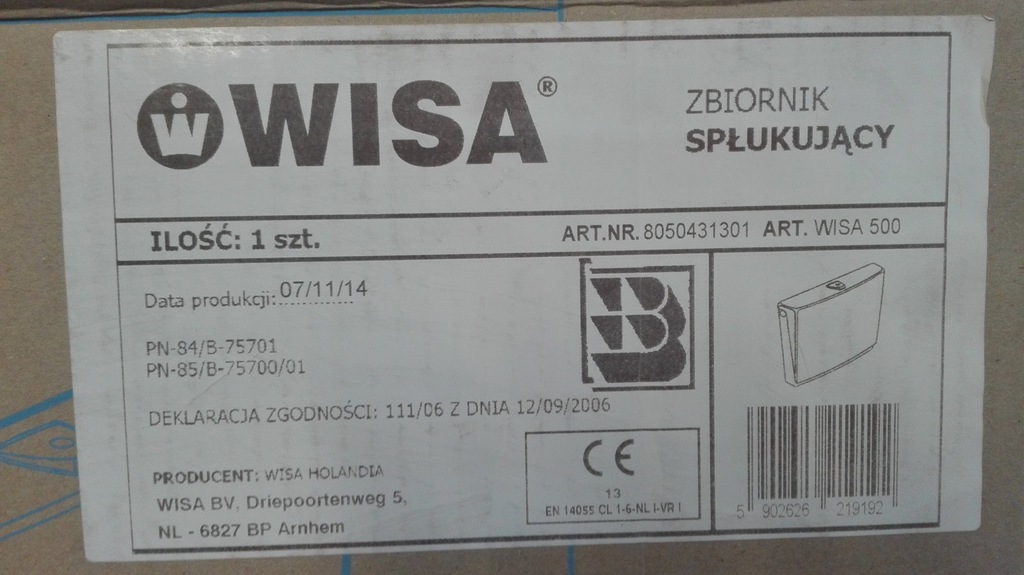 WISA®
ZBIORNIK
SPŁUKUJĄCY
ILOŚĆ: 1 szt.
ART.NR. 8050431301 ART. WISA 500
Data produkcji: 07/11/14
PN-84/B-75701
PN-85/B-75700/01
DEKLARACJA ZGODNOŚCI: 111/06 Z DNIA 12/09/2006
PRODUCENT: WISA HOLANDIA
WISA BV, Driepoortenweg 5,
NL - 6827 BP Arnhem
B
CE
13
EN 14055 CL 1-6-NL I-VR I
5 902626 219192